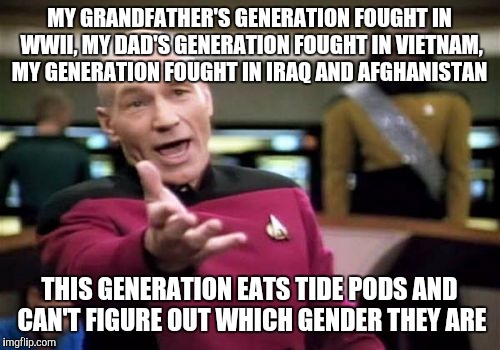 MY GRANDFATHER'S GENERATION FOUGHT IN
WWII, MY DAD'S GENERATION FOUGHT IN VIETNAM,
MY GENERATION FOUGHT IN IRAQ AND AFGHANISTAN
THIS GENERATION EATS TIDE PODS AND
CAN'T FIGURE OUT WHICH GENDER THEY ARE
imgflip.com